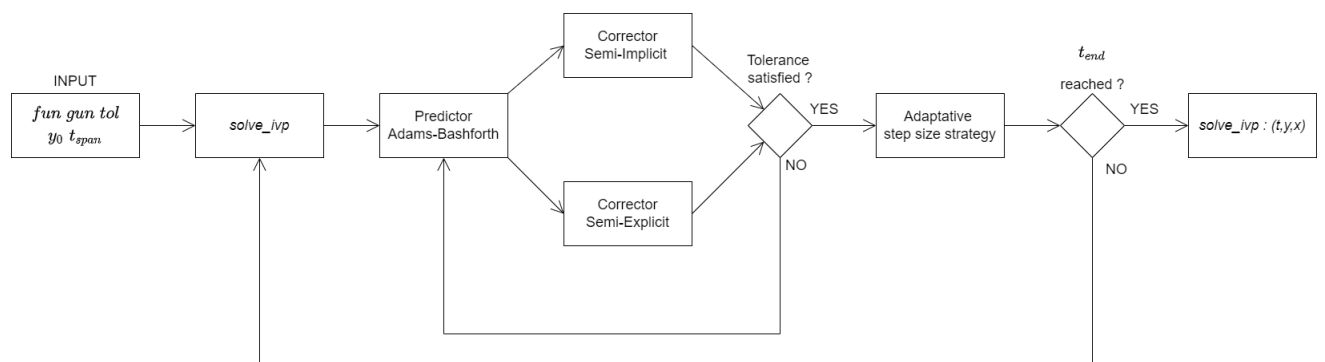 INPUT
fun gun tol
y0 tspan
solve_ivp
Predictor
Adams-Bashforth
Corrector
Semi-Implicit
Corrector
Semi-Explicit
Tolerance
satisfied ?
YES
NO
Adaptative
step size strategy
tend
reached ?
YES
NO
solve_ivp : (t,y,x)